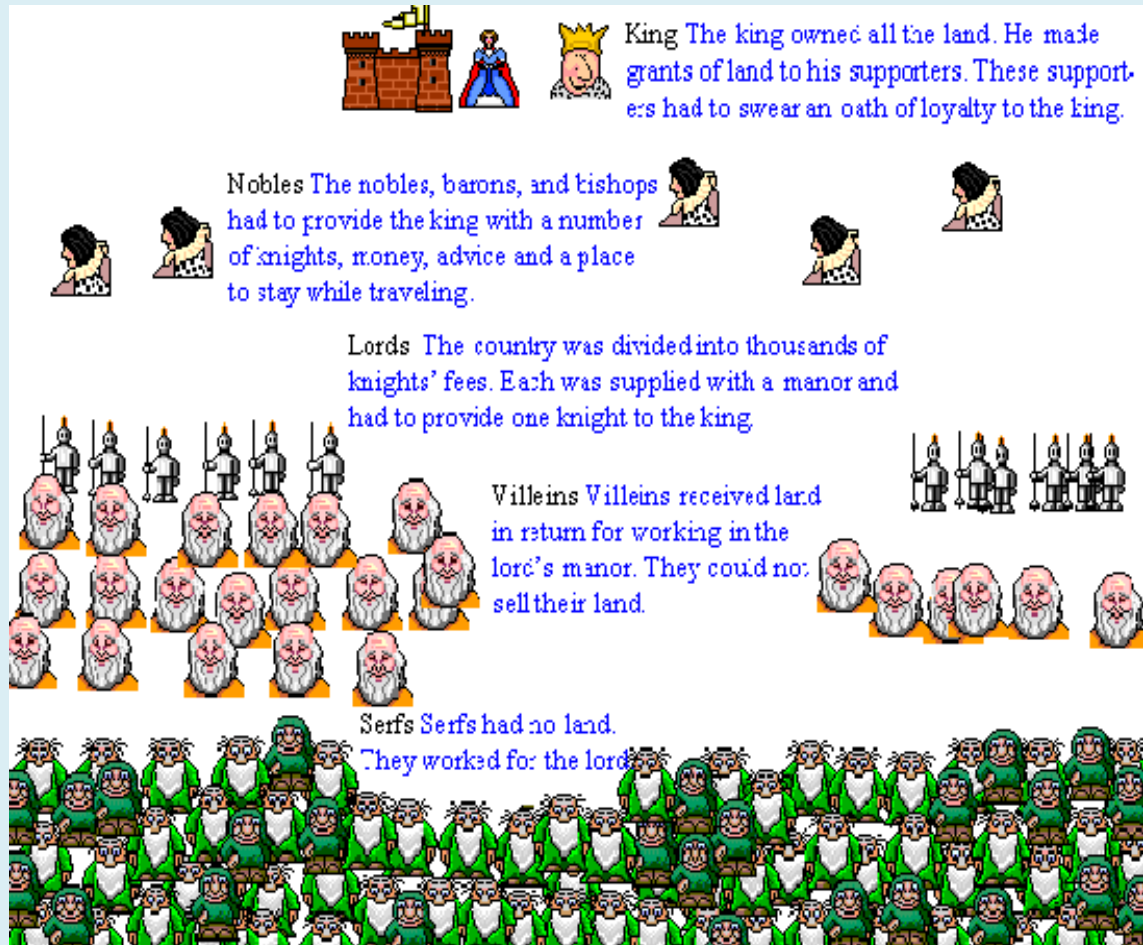 King The king owned all the land. He made
grants of land to his supporters. These support-
ers had to swear an oath of loyalty to the king.
Nobles The nobles, barons, and bishops
had to provide the king with a number
of knights, money, advice and a place
to stay while traveling.
Lords The country was divided into thousands of
knights' fees. Each was supplied with a manor and
had to provide one knight to the king.
Villeins Villeins received land
in return for working in the
lord's manor. They could not
sell their land.
Serfs Serfs had no land.
They worked for the lord